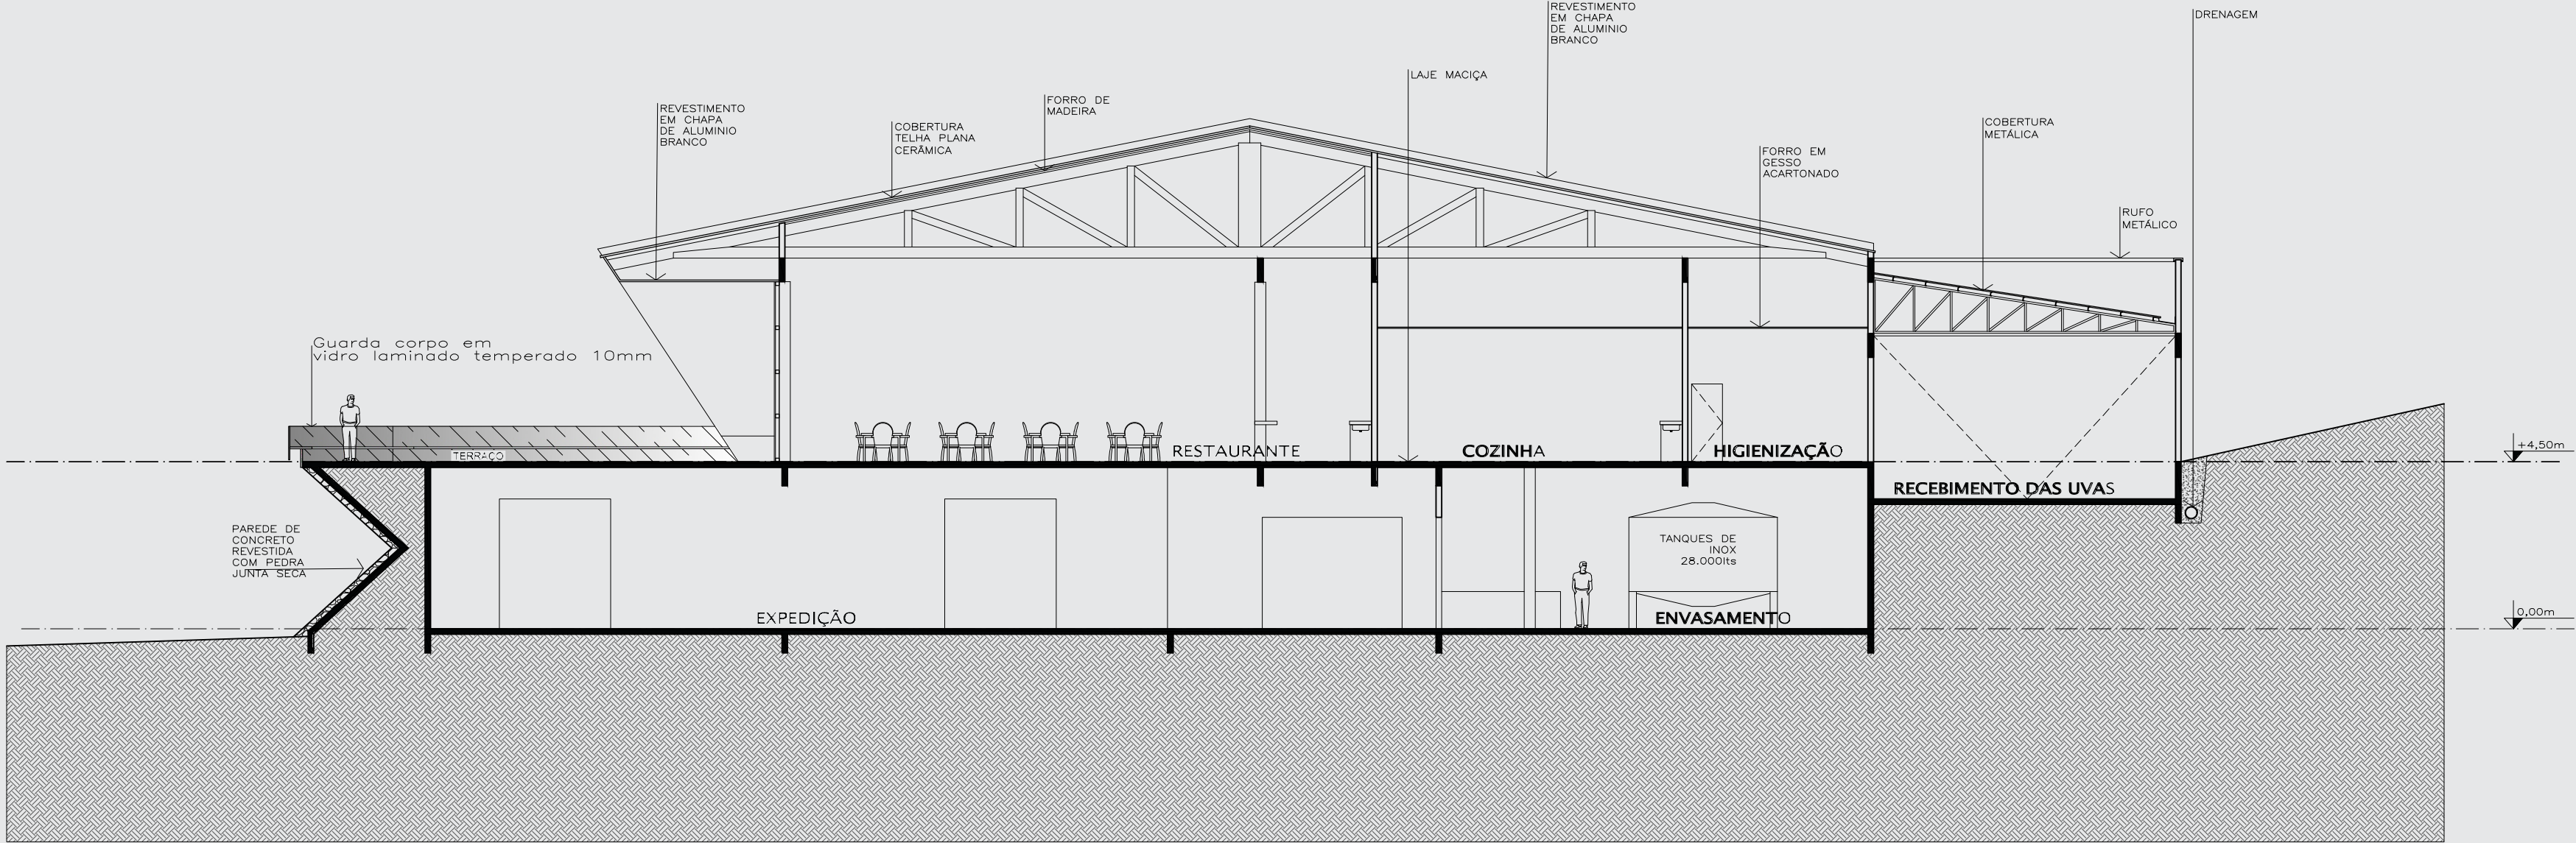 REVESTIMENTO
EM CHAPA
DE ALUMINIO
BRANCO
DRENAGEM
LAJE MACIÇA
FORRO DE
MADEIRA
REVESTIMENTO
EM CHAPA
DE ALUMINIO
BRANCO
COBERTURA
TELHA PLANA
CERÂMICA
COBERTURA
METÁLICA
FORRO EM
GESSO
ACARTONADO
RUFO
METÁLICO
Guarda corpo em
vidro laminado temperado 10mm
TERRAÇO
RESTAURANTE
COZINHA
HIGIENIZAÇÃO
+4,50m
RECEBIMENTO DAS UVAS
PAREDE DE
CONCRETO
REVESTIDA
COM PEDRA
JUNTA SECA
TANQUES DE
INOX
28.000lts
EXPEDIÇÃO
ENVASAMENTO
0,00m